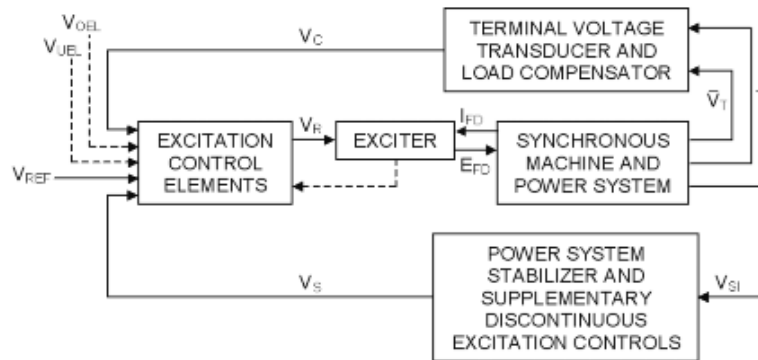 V_OEL
V_UEL
V_C
TERMINAL VOLTAGE
TRANSDUCER AND
LOAD COMPENSATOR
V̄_T
EXCITATION
CONTROL
ELEMENTS
V_R
EXCITER
I_FD
E_FD
SYNCHRONOUS
MACHINE AND
POWER SYSTEM
V_REF
V_S
POWER SYSTEM
STABILIZER AND
SUPPLEMENTARY
DISCONTINUOUS
EXCITATION CONTROLS
V_SI